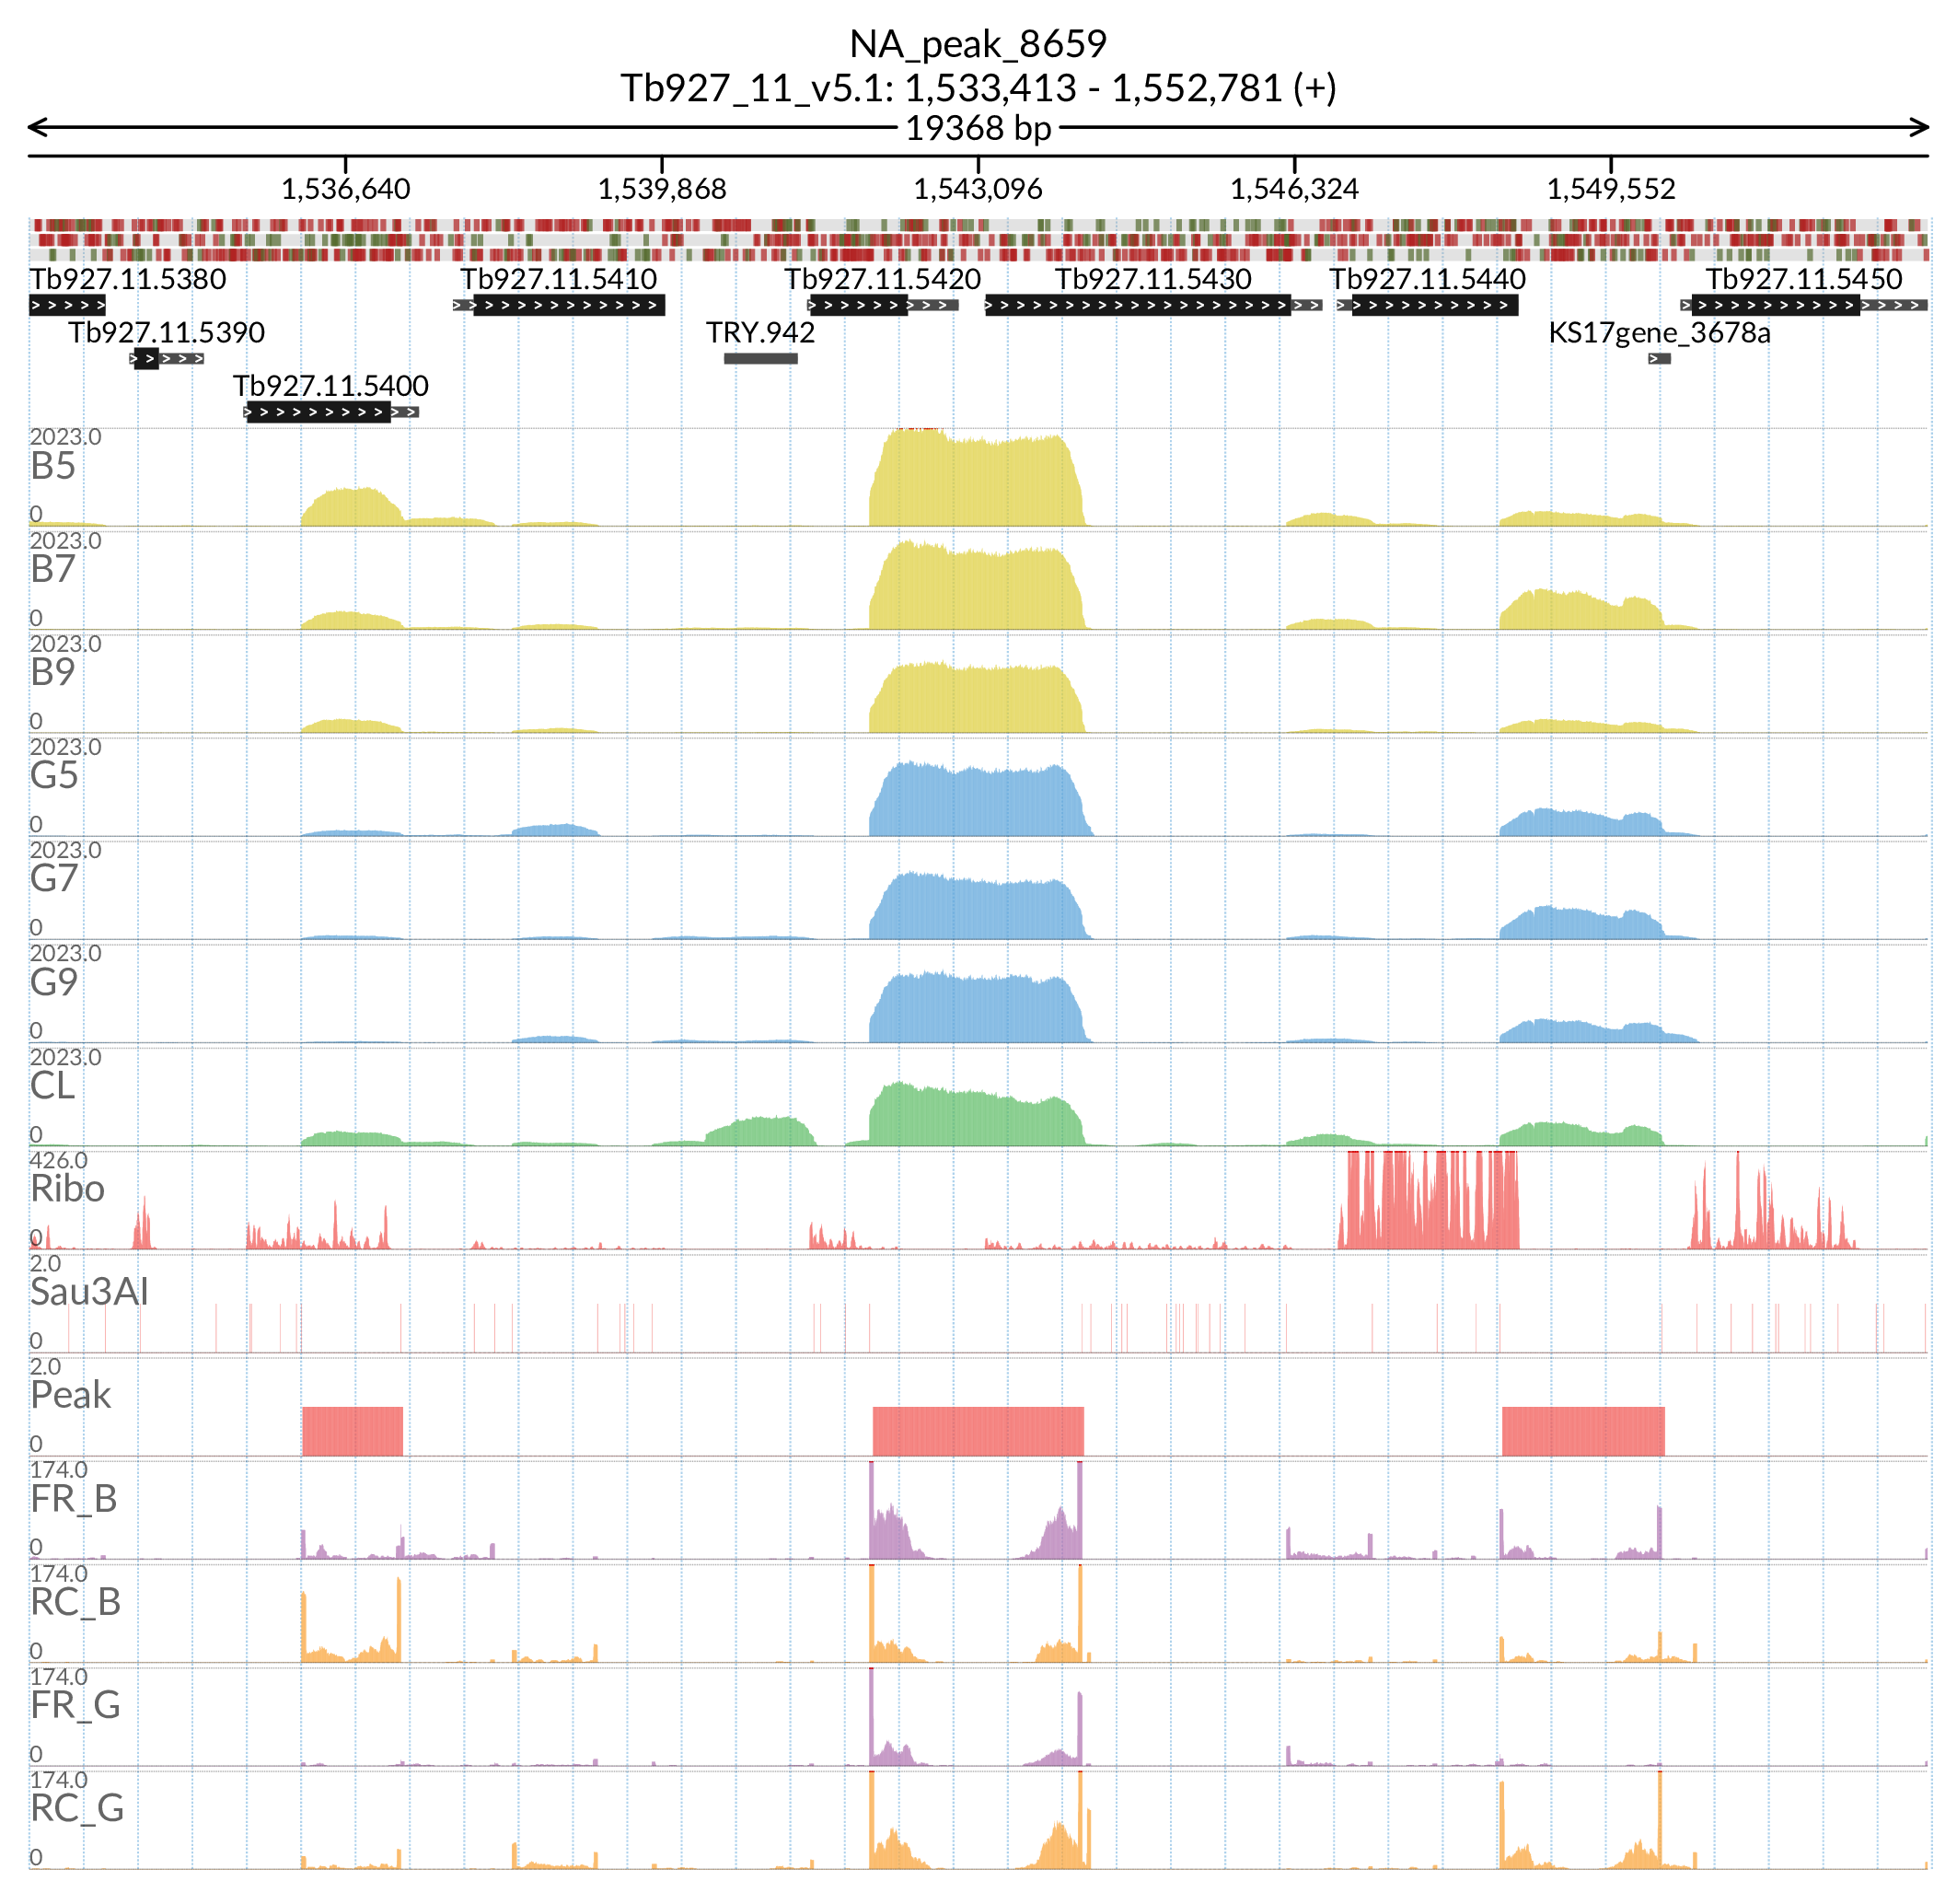 NA_peak_8659
Tb927_11_v5.1: 1,533,413 - 1,552,781 (+)
19368 bp
1,536,640 1,539,868 1,543,096 1,546,324 1,549,552
Tb927.11.5380 Tb927.11.5410 Tb927.11.5420 Tb927.11.5430 Tb927.11.5440 Tb927.11.5450
Tb927.11.5390 TRY.942 KS17gene_3678a
Tb927.11.5400
2023.0
B5
0
2023.0
B7
0
2023.0
B9
0
2023.0
G5
0
2023.0
G7
0
2023.0
G9
0
2023.0
CL
0
426.0
Ribo
0
2.0
Sau3AI
0
2.0
Peak
0
174.0
FR_B
0
174.0
RC_B
0
174.0
FR_G
0
174.0
RC_G
0